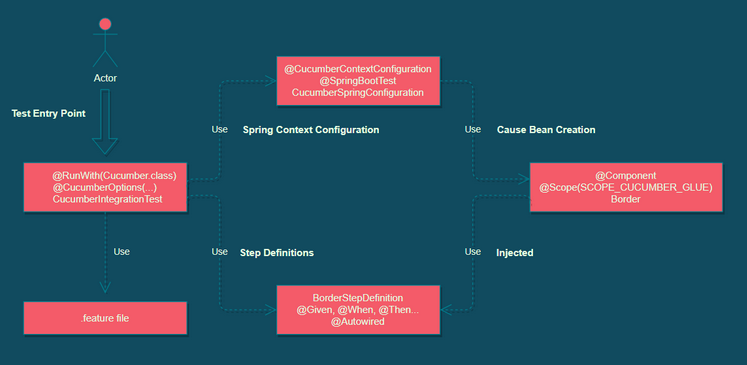 Actor
Test Entry Point
@RunWith(Cucumber.class)
@CucumberOptions(...)
CucumberIntegrationTest
Use
.feature file
Use
Spring Context Configuration
@CucumberContextConfiguration
@SpringBootTest
CucumberSpringConfiguration
Use
Cause Bean Creation
@Component
@Scope(SCOPE_CUCUMBER_GLUE)
Border
Use
Step Definitions
Use
Injected
BorderStepDefinition
@Given, @When, @Then...
@Autowired